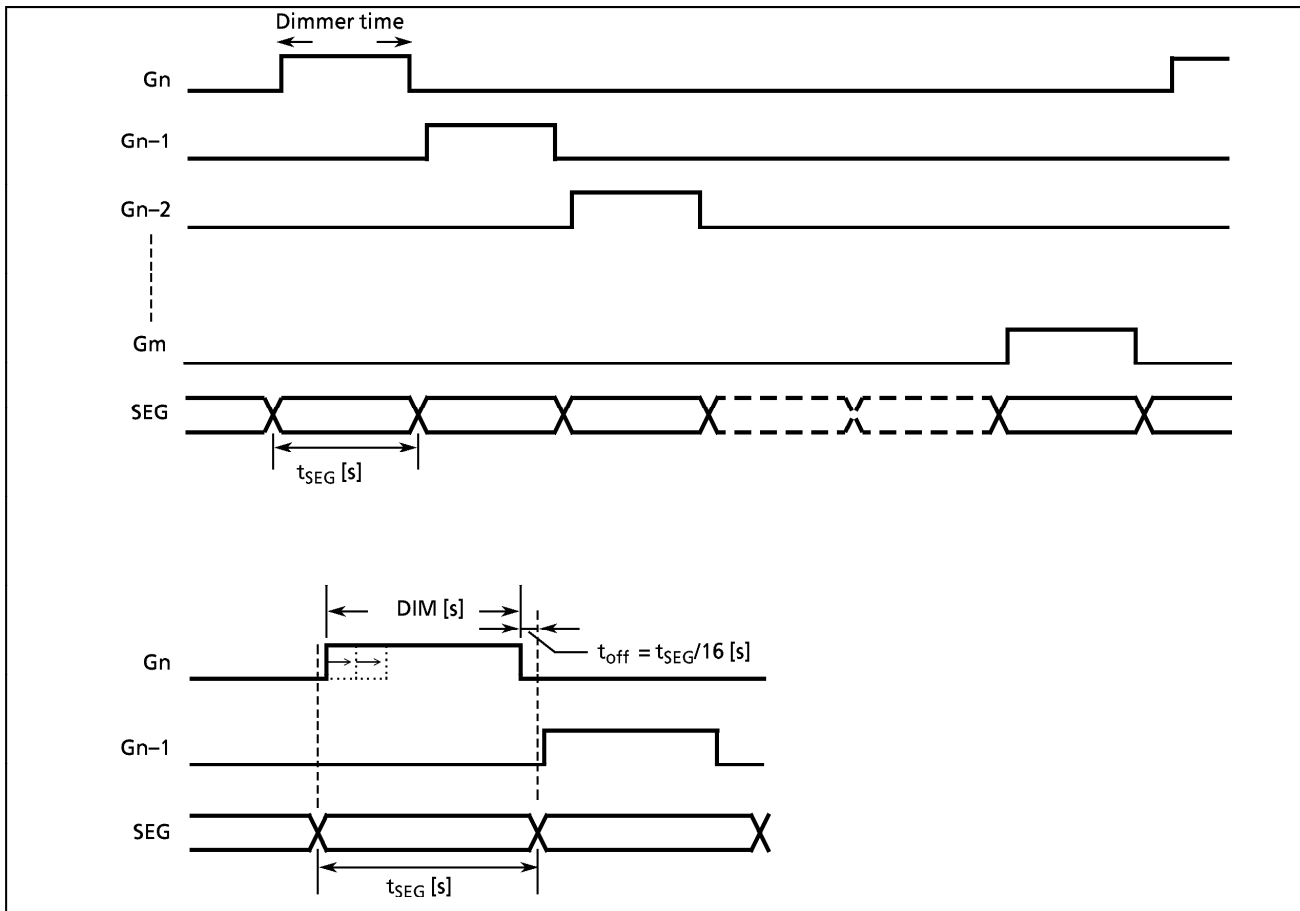 Dimmer time
Gn
Gn−1
Gn−2
Gm
SEG
tSEG [s]
DIM [s]
toff = tSEG/16 [s]
Gn
Gn−1
SEG
tSEG [s]